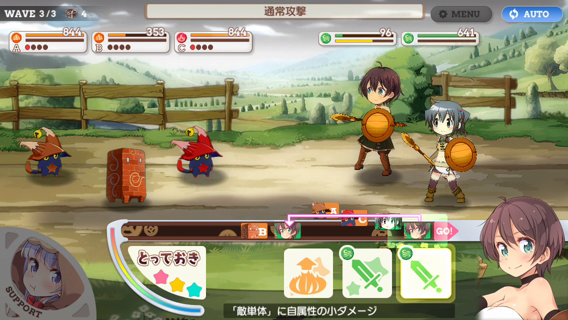 WAVE 3/3 4
通常攻撃
MENU
AUTO
844
353
844
96
641
A
B
C
A
C
B
GO!
とっておき
SUPPORT
「敵単体」に自属性の小ダメージ